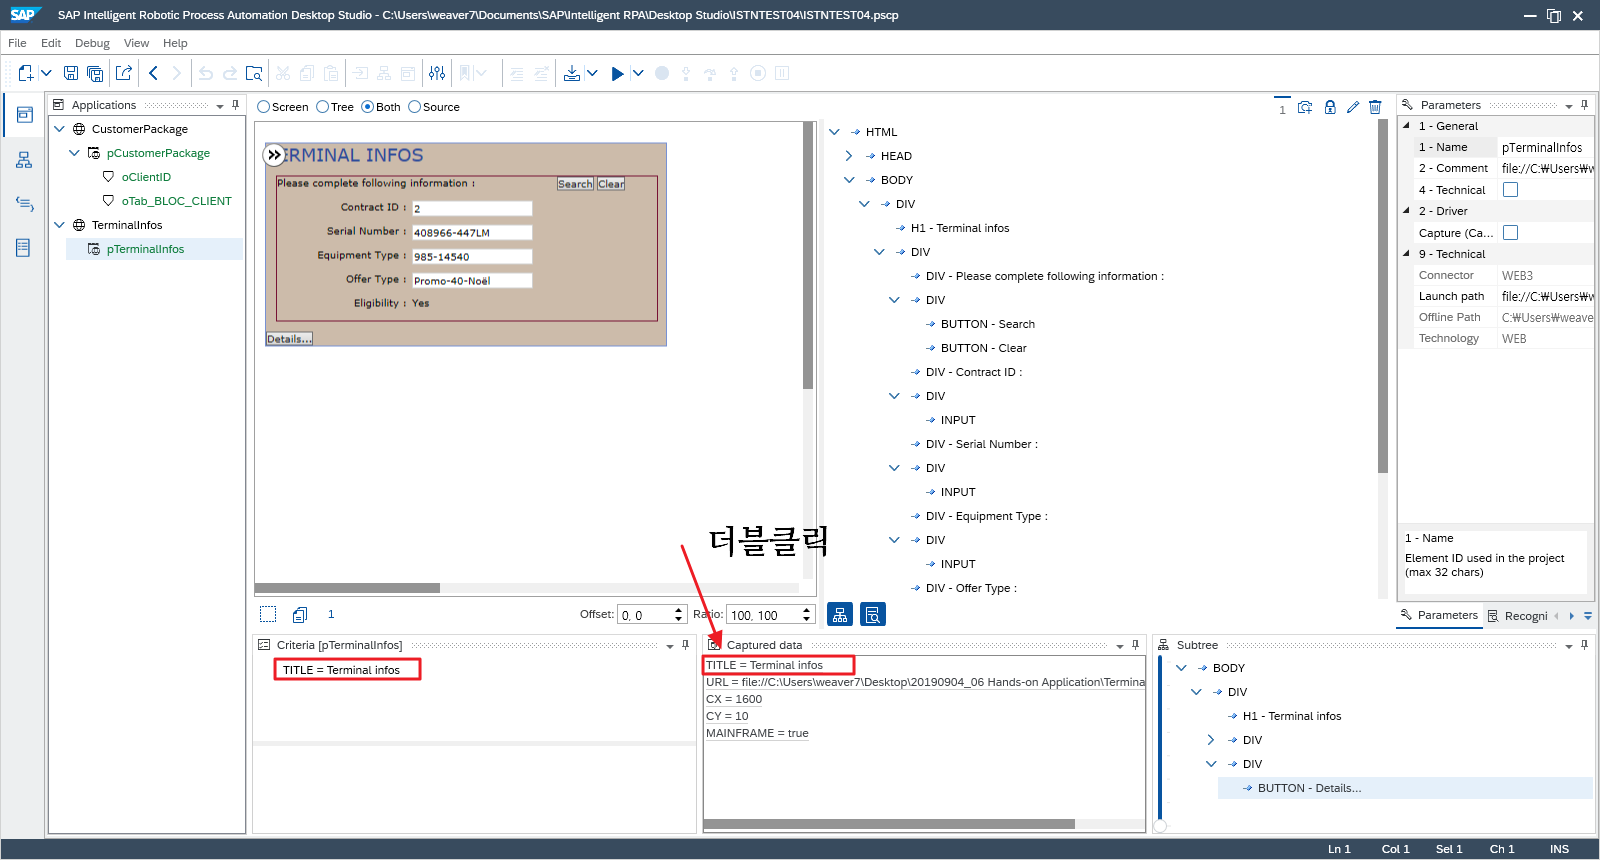 SAP Intelligent Robotic Process Automation Desktop Studio - C:\Users\weaver7\Documents\SAP\Intelligent RPA\Desktop Studio\ISTNTEST04\ISTNTEST04.pscp
File Edit Debug View Help
Applications
CustomerPackage
pCustomerPackage
oClientID
oTab_BLOC_CLIENT
TerminalInfos
pTerminalInfos
Screen Tree Both Source
1
ERMINAL INFOS
Please complete following information :
Search Clear
Contract ID : 2
Serial Number : 408966-447LM
Equipment Type : 985-14540
Offer Type : Promo-40-Noël
Eligibility : Yes
Details...
HTML
HEAD
BODY
DIV
H1 - Terminal infos
DIV
DIV - Please complete following information :
DIV
BUTTON - Search
BUTTON - Clear
DIV - Contract ID :
DIV
INPUT
DIV - Serial Number :
DIV
INPUT
DIV - Equipment Type :
DIV
INPUT
DIV - Offer Type :
더블클릭
1
Offset: 0, 0 Ratio: 100, 100
Parameters
1 - General
1 - Name pTerminalInfos
2 - Comment file://C:₩Users₩w
4 - Technical
2 - Driver
Capture (Ca...
9 - Technical
Connector WEB3
Launch path file://C:₩Users₩w
Offline Path C:₩Users₩weave
Technology WEB
1 - Name
Element ID used in the project
(max 32 chars)
Parameters Recogni
Criteria [pTerminalInfos]
TITLE = Terminal infos
Captured data
TITLE = Terminal infos
URL = file://C:\Users\weaver7\Desktop\20190904_06 Hands-on Application\Termina
CX = 1600
CY = 10
MAINFRAME = true
Subtree
BODY
DIV
H1 - Terminal infos
DIV
DIV
BUTTON - Details...
Ln 1 Col 1 Sel 1 Ch 1 INS